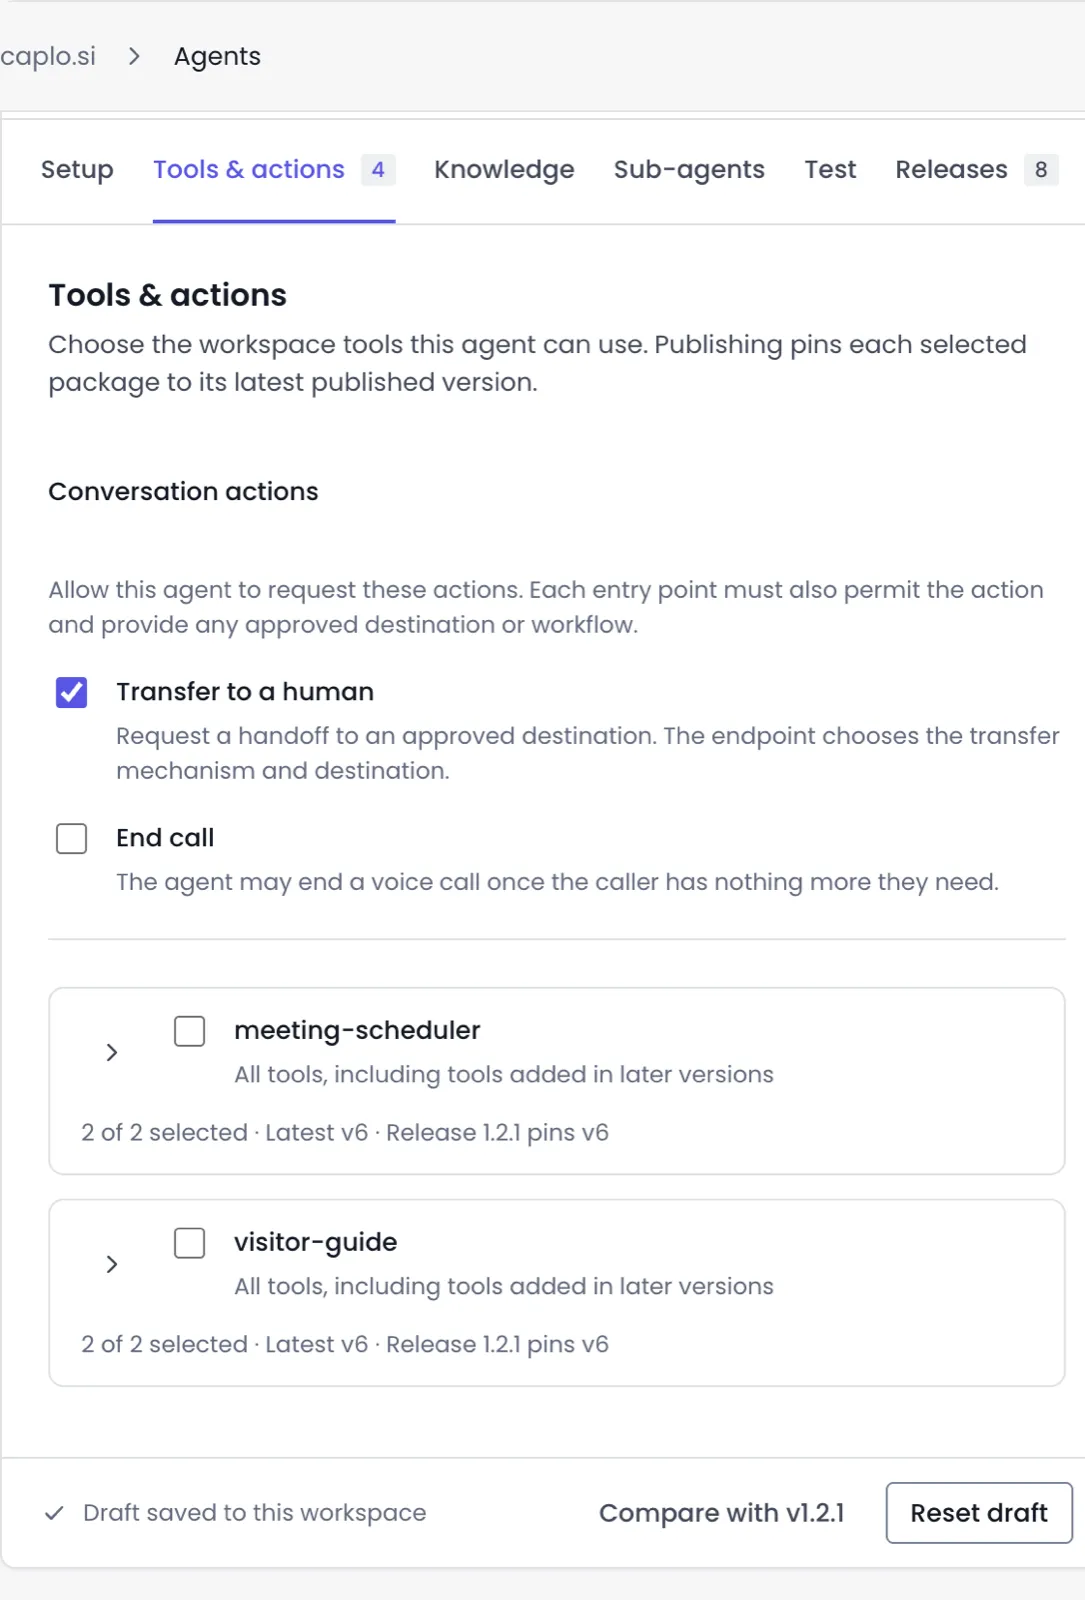 caplo.si > Agents
Setup Tools & actions 4 Knowledge Sub-agents Test Releases 8
Tools & actions
Choose the workspace tools this agent can use. Publishing pins each selected
package to its latest published version.
Conversation actions
Allow this agent to request these actions. Each entry point must also permit the action
and provide any approved destination or workflow.
Transfer to a human
Request a handoff to an approved destination. The endpoint chooses the transfer
mechanism and destination.
End call
The agent may end a voice call once the caller has nothing more they need.
meeting-scheduler
All tools, including tools added in later versions
2 of 2 selected · Latest v6 · Release 1.2.1 pins v6
visitor-guide
All tools, including tools added in later versions
2 of 2 selected · Latest v6 · Release 1.2.1 pins v6
Draft saved to this workspace Compare with v1.2.1 Reset draft